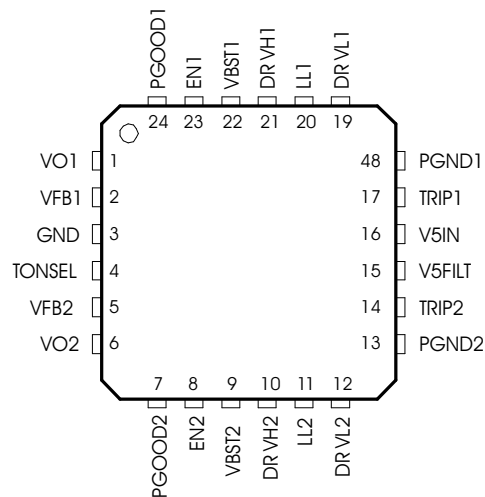 PGOOD1 EN1 VBST1 DRVH1 LL1 DRVL1
24 23 22 21 20 19
VO1 1 48 PGND1
VFB1 2 17 TRIP1
GND 3 16 V5IN
TONSEL 4 15 V5FILT
VFB2 5 14 TRIP2
VO2 6 13 PGND2
7 8 9 10 11 12
PGOOD2 EN2 VBST2 DRVH2 LL2 DRVL2